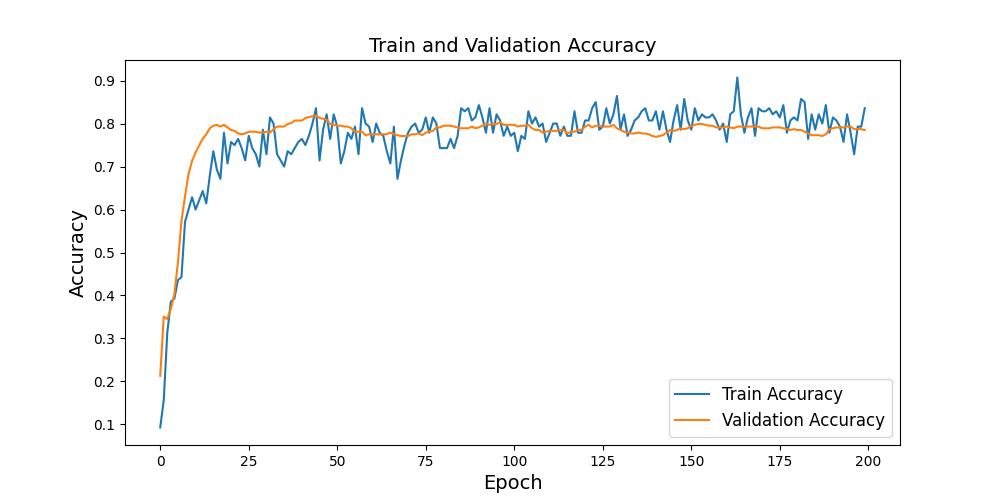 Train and Validation Accuracy
Accuracy
0.9
0.8
0.7
0.6
0.5
0.4
0.3
0.2
0.1
Train Accuracy
Validation Accuracy
0 25 50 75 100 125 150 175 200
Epoch